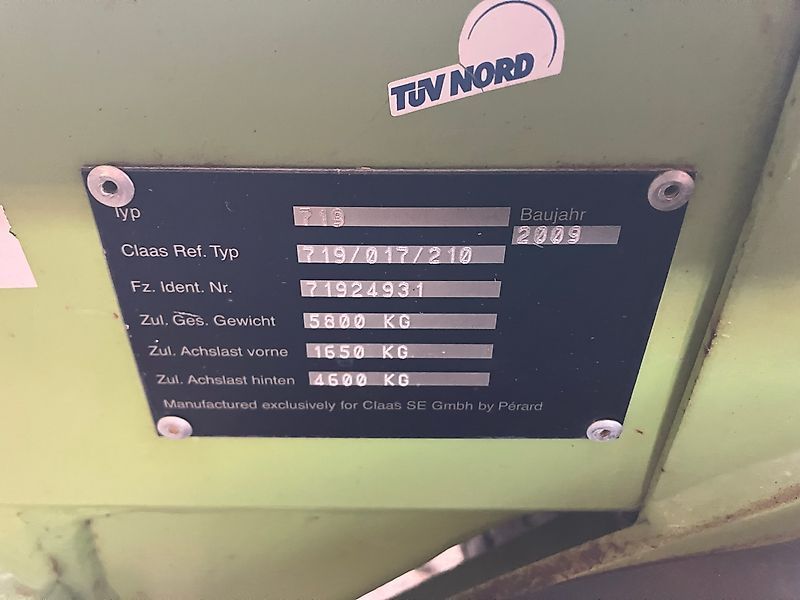 TÜV NORD
Typ 719 Baujahr
2009
Claas Ref. Typ 719/017/210
Fz. Ident. Nr. 71924931
Zul. Ges. Gewicht 5800 KG
Zul. Achslast vorne 1650 KG
Zul. Achslast hinten 4600 KG
Manufactured exclusively for Claas SE Gmbh by Pérard